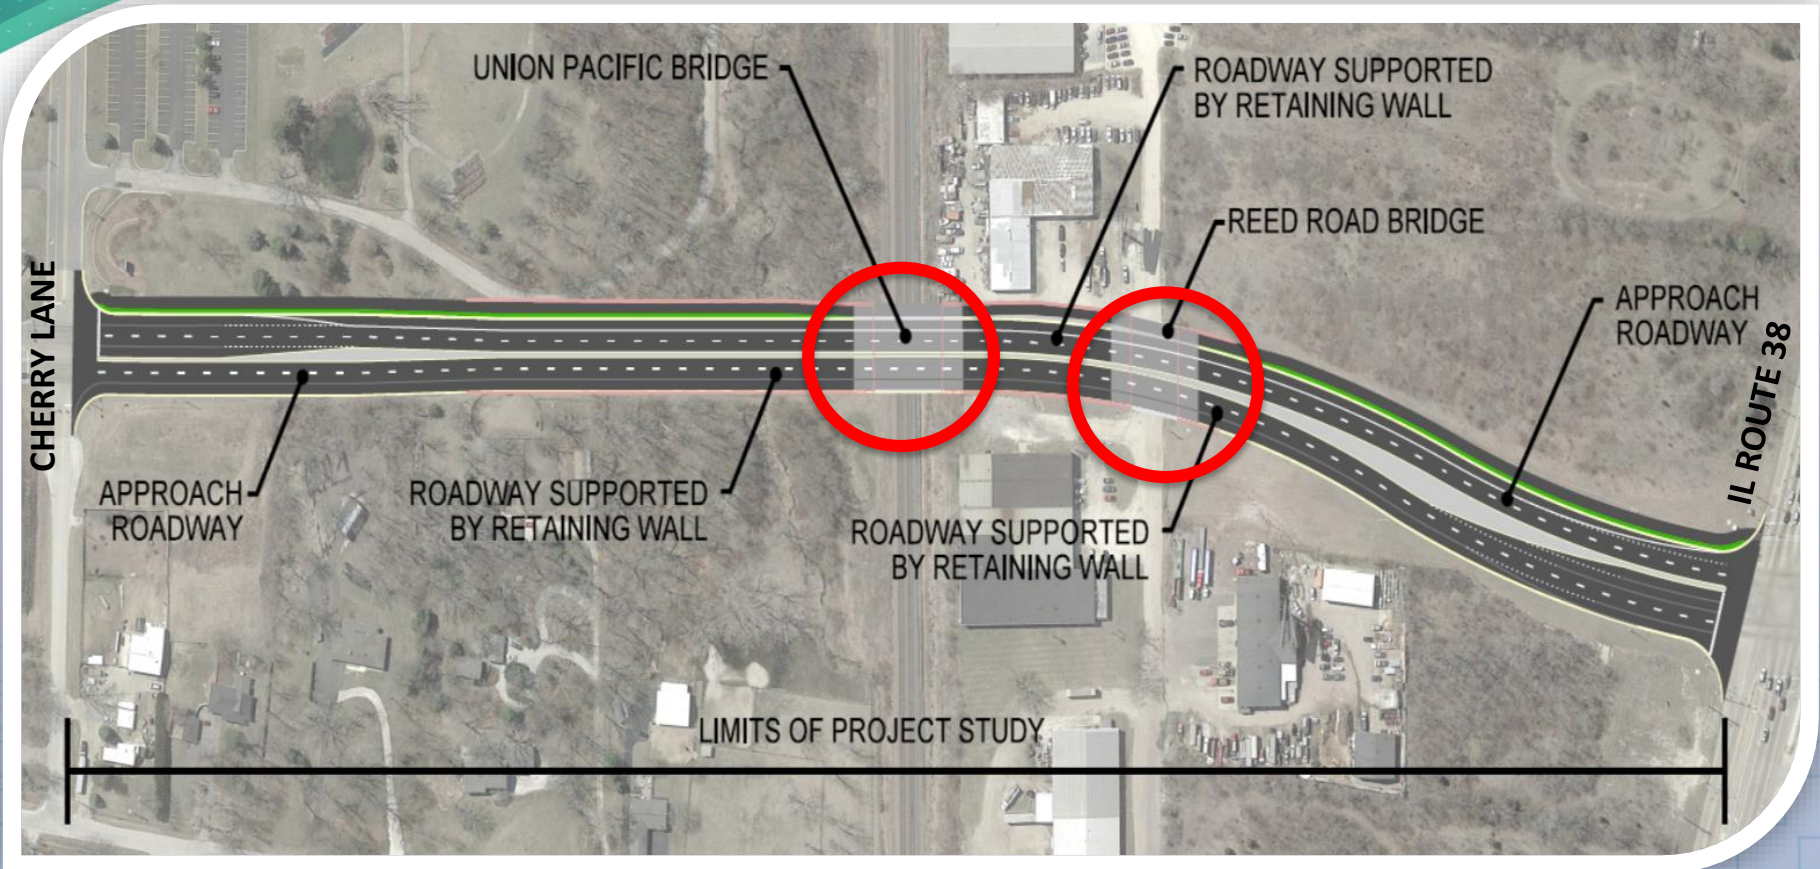 UNION PACIFIC BRIDGE
ROADWAY SUPPORTED
BY RETAINING WALL
REED ROAD BRIDGE
APPROACH
ROADWAY
CHERRY LANE
IL ROUTE 38
APPROACH
ROADWAY
ROADWAY SUPPORTED
BY RETAINING WALL
ROADWAY SUPPORTED
BY RETAINING WALL
LIMITS OF PROJECT STUDY